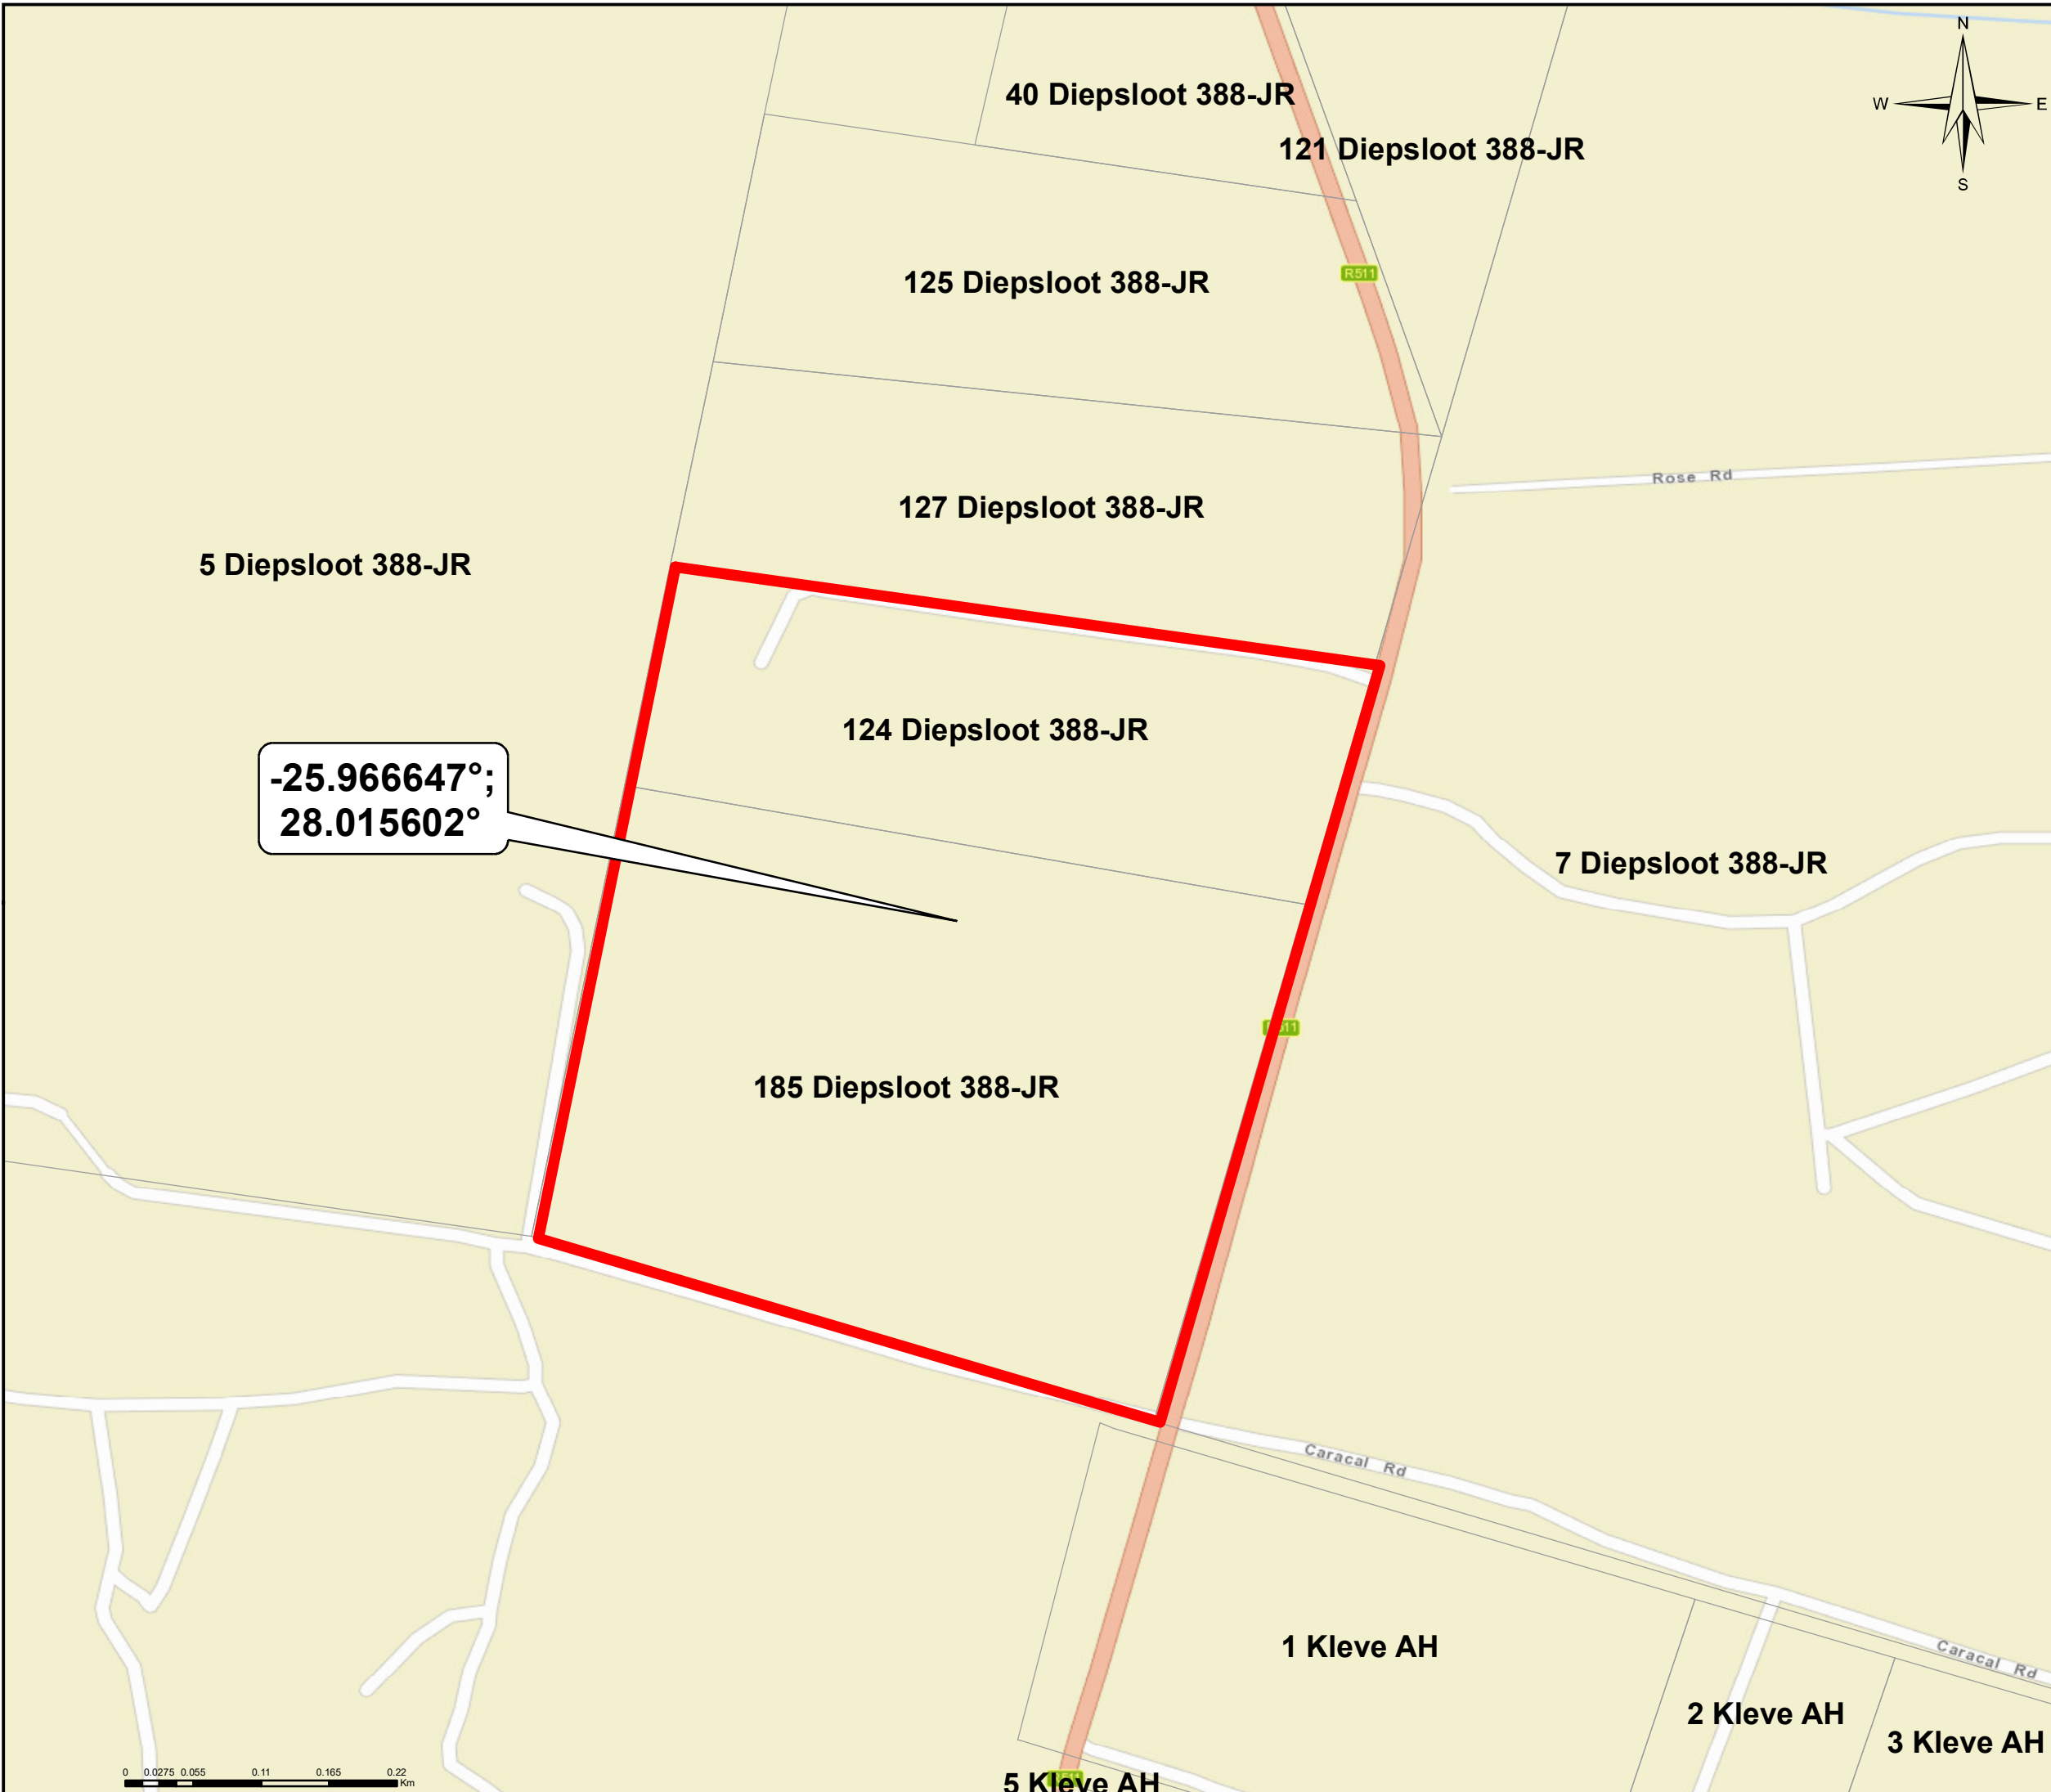 N
W E
S
40 Diepsloot 388-JR
121 Diepsloot 388-JR
R511
125 Diepsloot 388-JR
Rose Rd
127 Diepsloot 388-JR
5 Diepsloot 388-JR
124 Diepsloot 388-JR
-25.966647°;
28.015602°
7 Diepsloot 388-JR
R511
185 Diepsloot 388-JR
Caracal Rd
1 Kleve AH
Caracal Rd
2 Kleve AH
3 Kleve AH
0 0.0275 0.055 0.11 0.165 0.22
Km
R511
5 Kleve AH